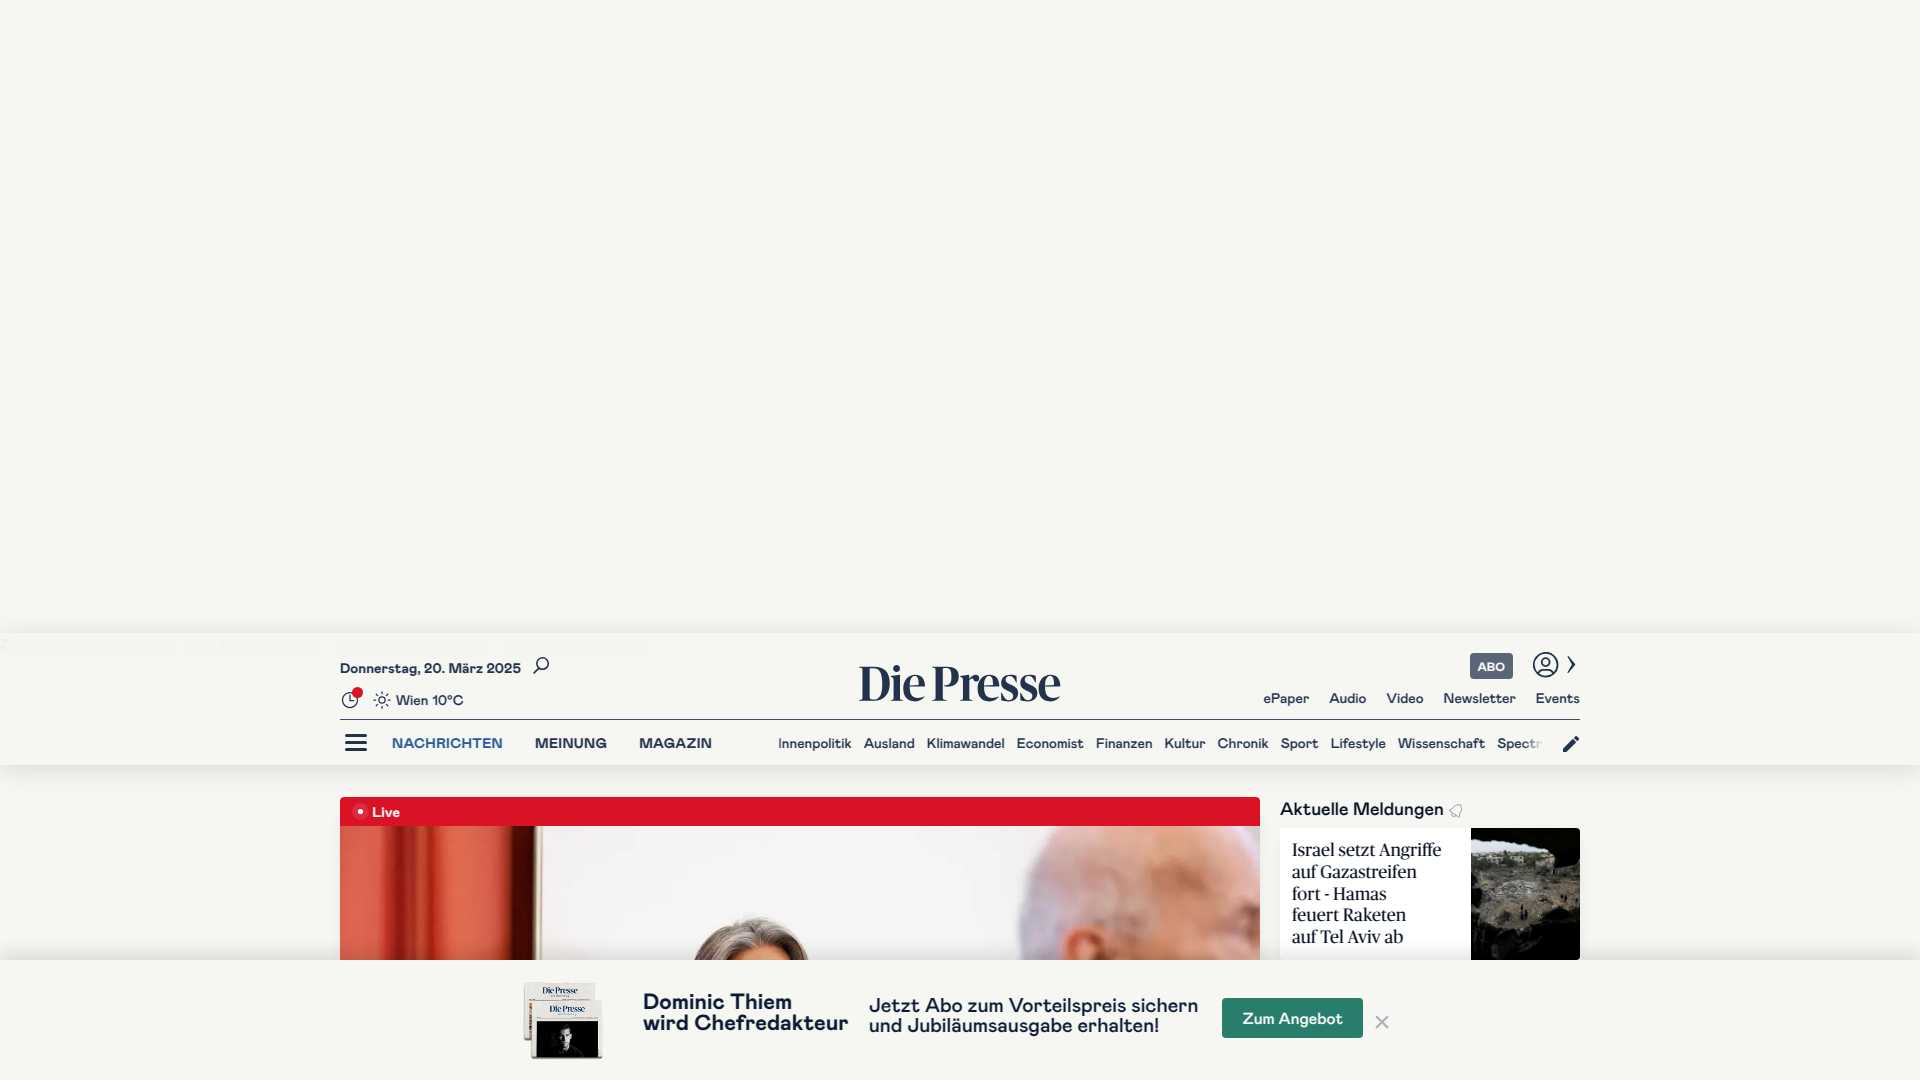 Donnerstag, 20. März 2025
Die Presse
ABO
Wien 10°C
ePaper Audio Video Newsletter Events
NACHRICHTEN MEINUNG MAGAZIN
Innenpolitik Ausland Klimawandel Economist Finanzen Kultur Chronik Sport Lifestyle Wissenschaft Spectr
Live
Aktuelle Meldungen
Israel setzt Angriffe
auf Gazastreifen
fort - Hamas
feuert Raketen
auf Tel Aviv ab
Die Presse
Die Presse
Dominic Thiem
wird Chefredakteur
Jetzt Abo zum Vorteilspreis sichern
und Jubiläumsausgabe erhalten!
Zum Angebot